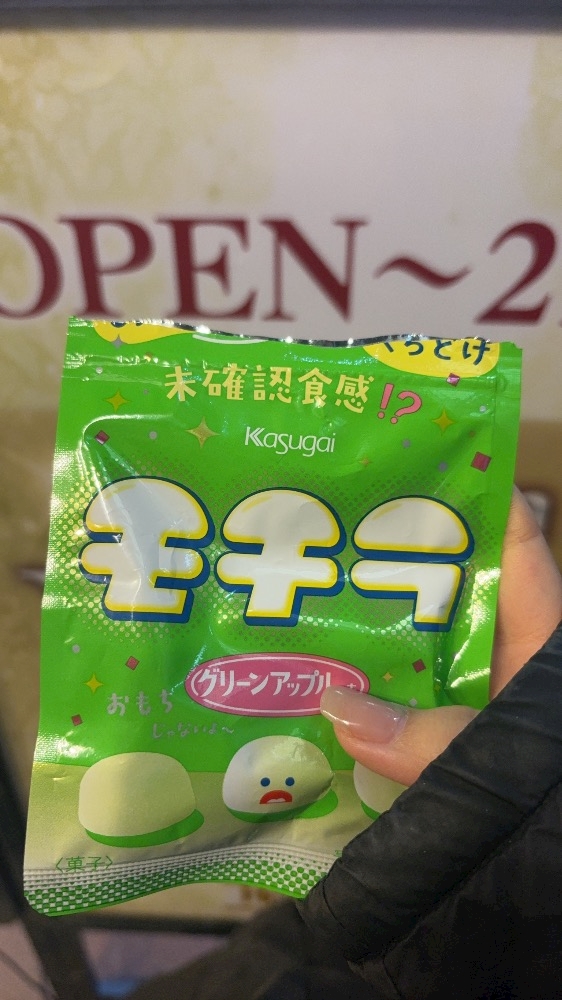 OPEN～2
くちどけ
未確認食感!?
Kasugai
モチラ
グリーンアップル
おもち
じゃないよ～
〈菓子〉